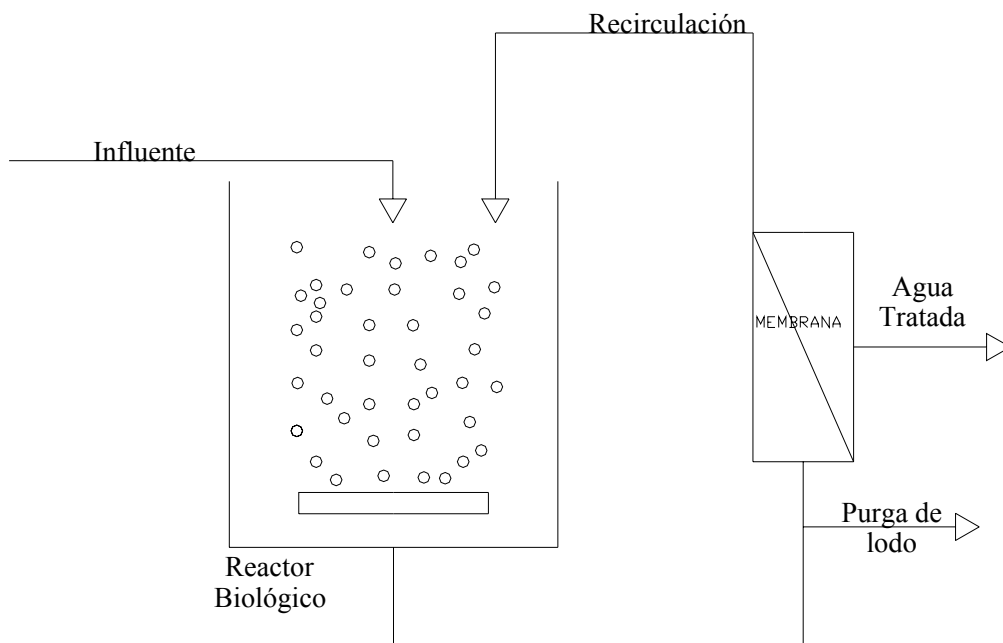 Recirculación
Influente
Agua
Tratada
MEMBRANA
Purga de
lodo
Reactor
Biológico